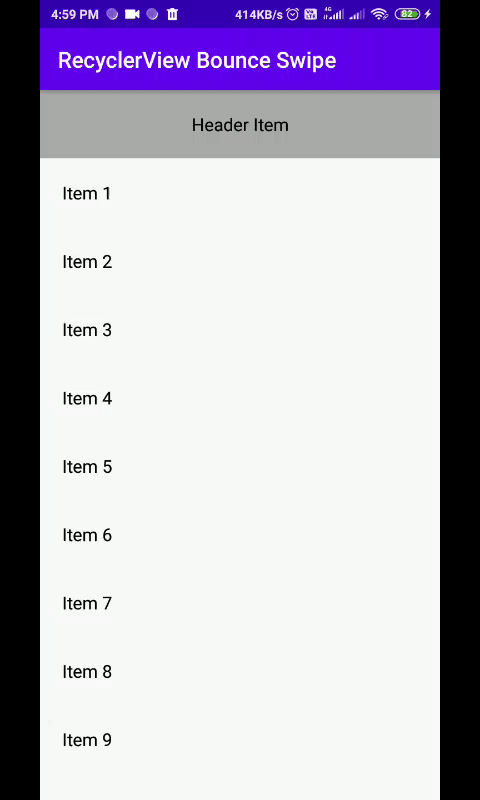 4:59 PM 414KB/s 4G 82
RecyclerView Bounce Swipe
Header Item
Item 1
Item 2
Item 3
Item 4
Item 5
Item 6
Item 7
Item 8
Item 9